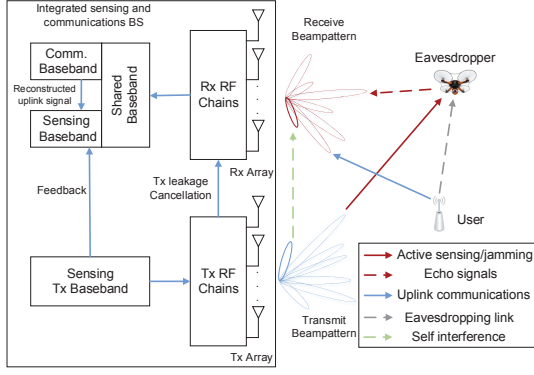 Integrated sensing and
communications BS
Comm.
Baseband
Reconstructed
uplink signal
Sensing
Baseband
Shared
Baseband
Rx RF
Chains
Rx Array
Feedback
Tx leakage
Cancellation
Sensing
Tx Baseband
Tx RF
Chains
Tx Array
Receive
Beampattern
Eavesdropper
User
Transmit
Beampattern
Active sensing/jamming
Echo signals
Uplink communications
Eavesdropping link
Self interference